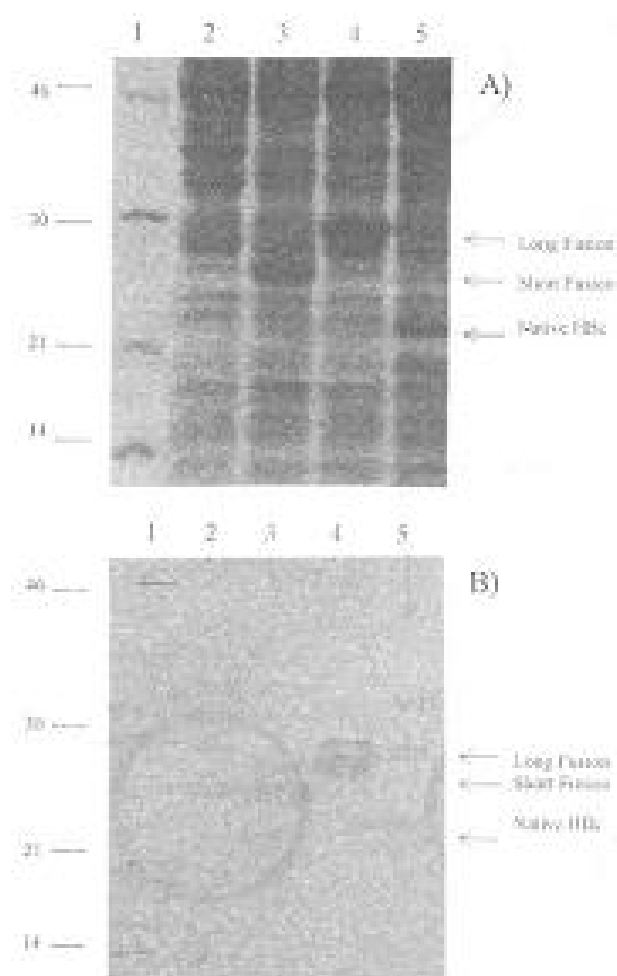 1 2 3 4 5
A)
30
Long Fusion
Short Fusion
21
Native HBc
14
1 2 3 4 5
B)
30
Long Fusion
Short Fusion
Native HBc
21
14